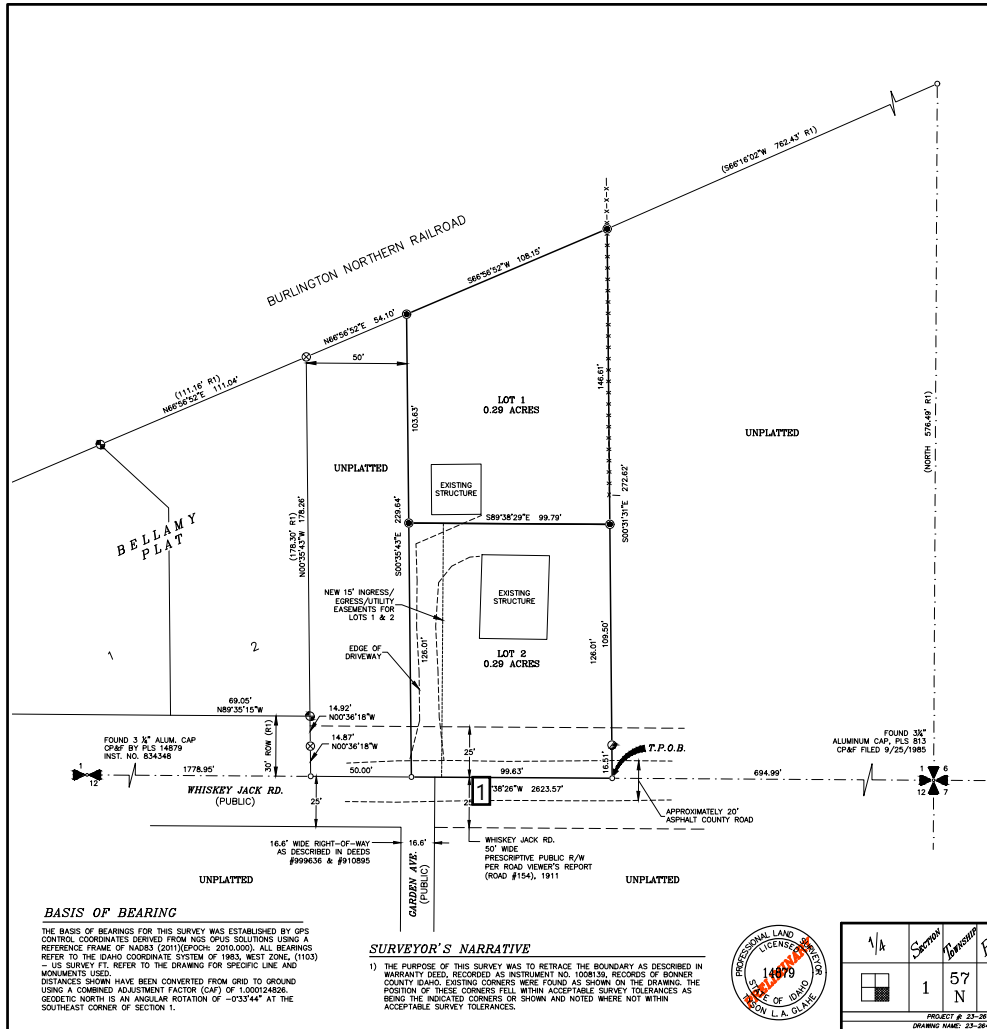 (S66°16'02"W 762.43' R1)
BURLINGTON NORTHERN RAILROAD
S66°56'52"W 108.15'
N66°56'52"E 54.10'
50'
(111.16' R1)
N66°56'52"E 111.04'
103.63'
LOT 1
0.29 ACRES
146.61'
UNPLATTED
(NORTH 576.49' R1)
UNPLATTED
EXISTING
STRUCTURE
S00°35'43"E 229.64'
S89°38'29"E 99.79'
S00°31'31"E 272.62'
(178.30' R1)
N00°35'43"W 178.26'
BELLAMY
PLAT
NEW 15' INGRESS/
EGRESS/UTILITY
EASEMENTS FOR
LOTS 1 & 2
EXISTING
STRUCTURE
EDGE OF
DRIVEWAY
126.01'
LOT 2
0.29 ACRES
126.01'
109.50'
1
2
69.05'
N89°35'15"W
14.92'
N00°36'18"W
14.87'
N00°36'18"W
30' ROW (R1)
FOUND 3 ¼" ALUM. CAP
CP&F BY PLS 14879
INST. NO. 834348
FOUND 3¼"
ALUMINUM CAP, PLS 813
CP&F FILED 9/25/1985
25'
16.51'
T.P.O.B.
1
12
1778.95'
50.00'
99.63'
694.99'
1 6
12 7
WHISKEY JACK RD.
(PUBLIC)
25'
1
'38'26"W 2623.57'
APPROXIMATELY 20'
ASPHALT COUNTY ROAD
16.6' WIDE RIGHT-OF-WAY
AS DESCRIBED IN DEEDS
#999636 & #910895
16.6'
WHISKEY JACK RD.
50' WIDE
PRESCRIPTIVE PUBLIC R/W
PER ROAD VIEWER'S REPORT
(ROAD #154), 1911
GARDEN AVE.
(PUBLIC)
UNPLATTED
UNPLATTED
BASIS OF BEARING
THE BASIS OF BEARINGS FOR THIS SURVEY WAS ESTABLISHED BY GPS
CONTROL COORDINATES DERIVED FROM NGS OPUS SOLUTIONS USING A
REFERENCE FRAME OF NAD83 (2011)(EPOCH: 2010.000). ALL BEARINGS
REFER TO THE IDAHO COORDINATE SYSTEM OF 1983, WEST ZONE, (1103)
– US SURVEY FT. REFER TO THE DRAWING FOR SPECIFIC LINE AND
MONUMENTS USED.
DISTANCES SHOWN HAVE BEEN CONVERTED FROM GRID TO GROUND
USING A COMBINED ADJUSTMENT FACTOR (CAF) OF 1.000124826.
GEODETIC NORTH IS AN ANGULAR ROTATION OF –0°33'44" AT THE
SOUTHEAST CORNER OF SECTION 1.
SURVEYOR'S NARRATIVE
1) THE PURPOSE OF THIS SURVEY WAS TO RETRACE THE BOUNDARY AS DESCRIBED IN
WARRANTY DEED, RECORDED AS INSTRUMENT NO. 1008139, RECORDS OF BONNER
COUNTY IDAHO. EXISTING CORNERS WERE FOUND AS SHOWN ON THE DRAWING. THE
POSITION OF THESE CORNERS FELL WITHIN ACCEPTABLE SURVEY TOLERANCES AS
BEING THE INDICATED CORNERS OR SHOWN AND NOTED WHERE NOT WITHIN
ACCEPTABLE SURVEY TOLERANCES.
PROFESSIONAL LAND SURVEYOR
LICENSED
14879
PRELIMINARY
STATE OF IDAHO
L. A. GLAHE
1/4
SECTION
TOWNSHIP
1
57
N
PROJECT #: 23-26
DRAWING NAME: 23-26